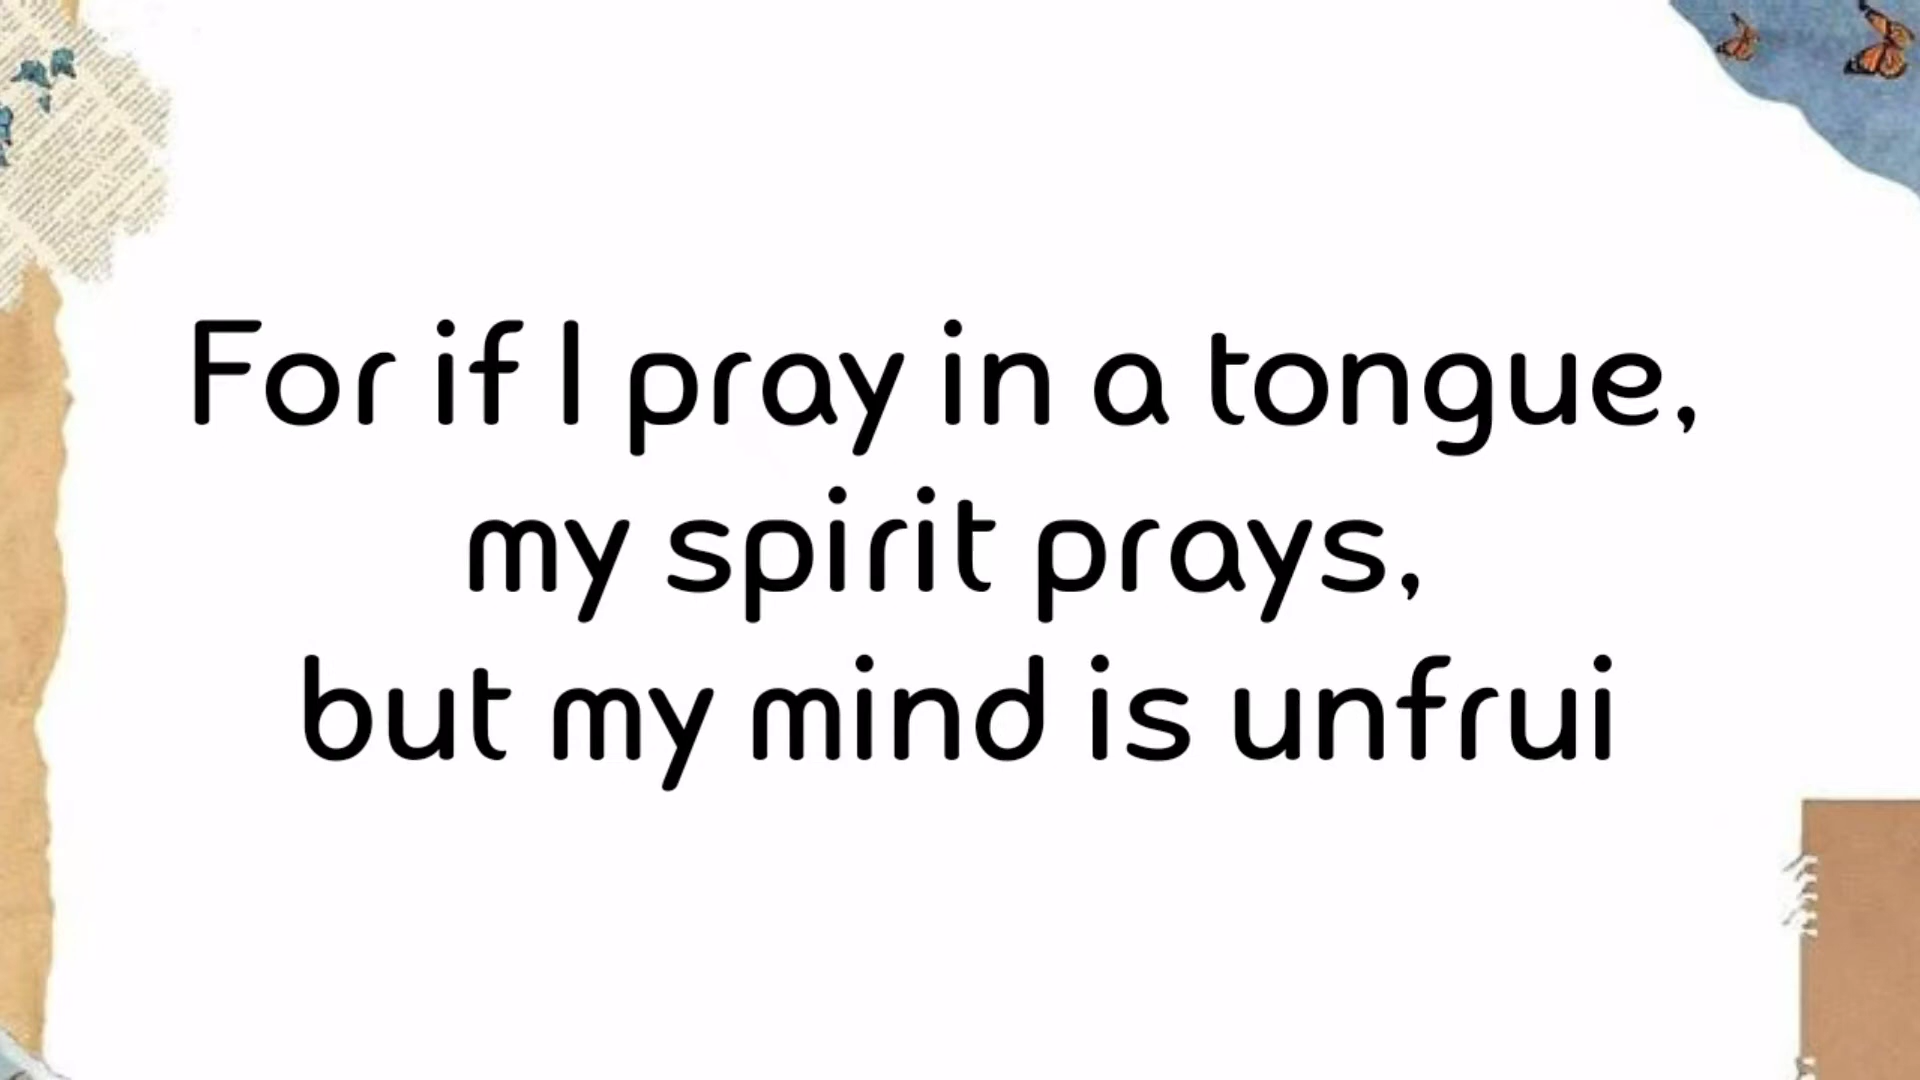 For if I pray in a tongue,
my spirit prays,
but my mind is unfrui